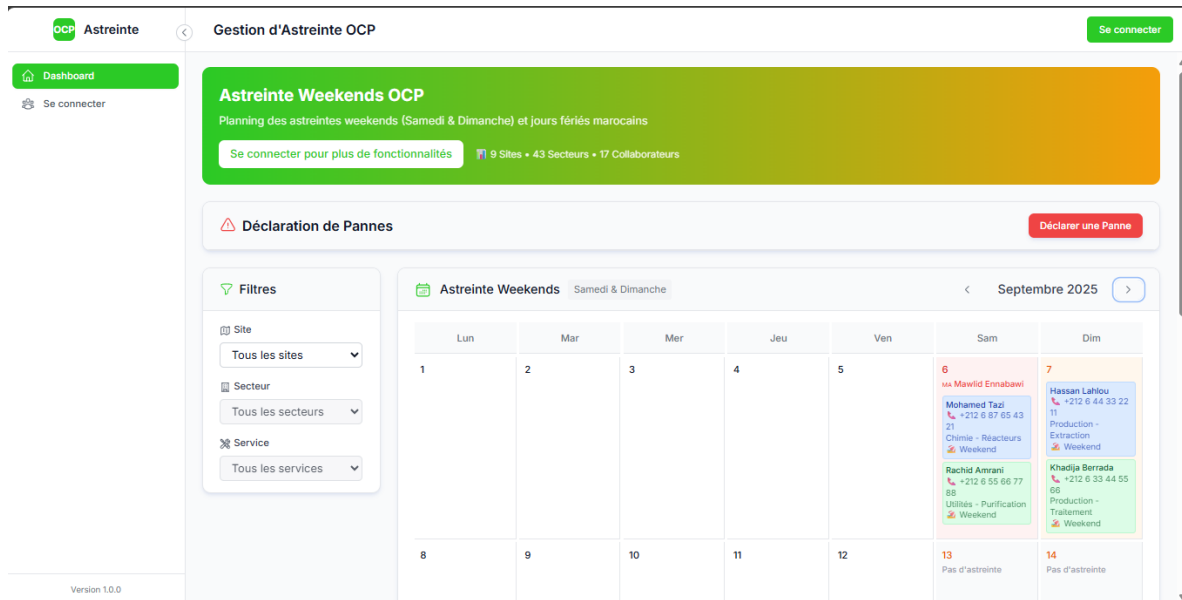 OCP Astreinte
Gestion d'Astreinte OCP
Se connecter
Dashboard
Se connecter
Astreinte Weekends OCP
Planning des astreintes weekends (Samedi & Dimanche) et jours fériés marocains
Se connecter pour plus de fonctionnalités
9 Sites • 43 Secteurs • 17 Collaborateurs
Déclaration de Pannes
Déclarer une Panne
Filtres
Site
Tous les sites
Secteur
Tous les secteurs
Service
Tous les services
Astreinte Weekends Samedi & Dimanche
Septembre 2025
Lun Mar Mer Jeu Ven Sam Dim
1 2 3 4 5
6
MA Mawlid Ennabawi
Mohamed Tazi
+212 6 87 65 43
21
Chimie - Réacteurs
Weekend
Rachid Amrani
+212 6 55 66 77
88
Utilités - Purification
Weekend
7
Hassan Lahlou
+212 6 44 33 22
11
Production -
Extraction
Weekend
Khadija Berrada
+212 6 33 44 55
66
Production -
Traitement
Weekend
8 9 10 11 12
13
Pas d'astreinte
14
Pas d'astreinte
Version 1.0.0